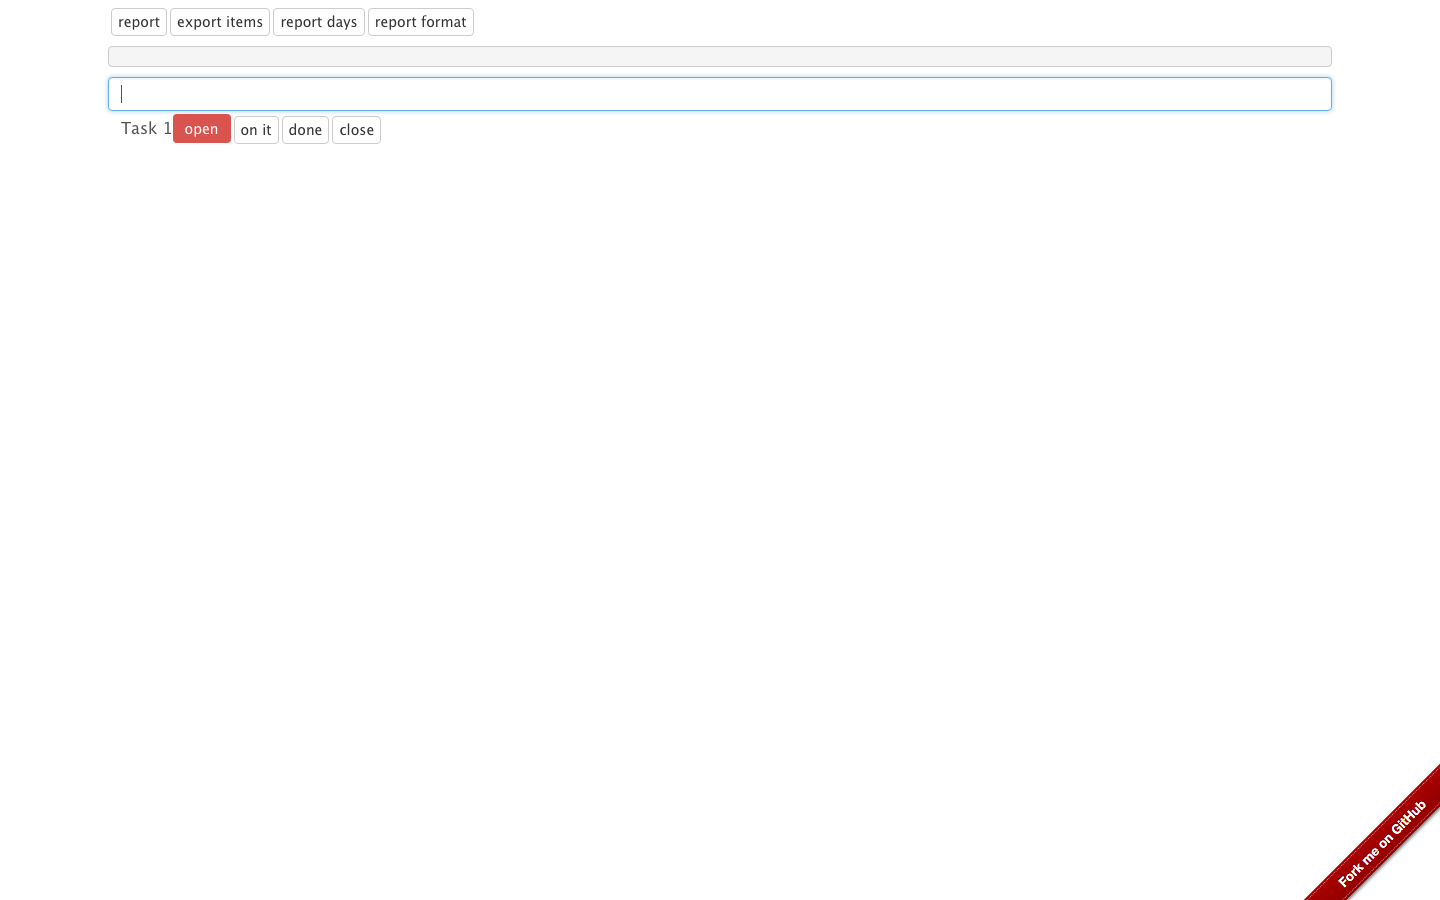 report export items report days report format
Task 1 open on it done close
Fork me on GitHub